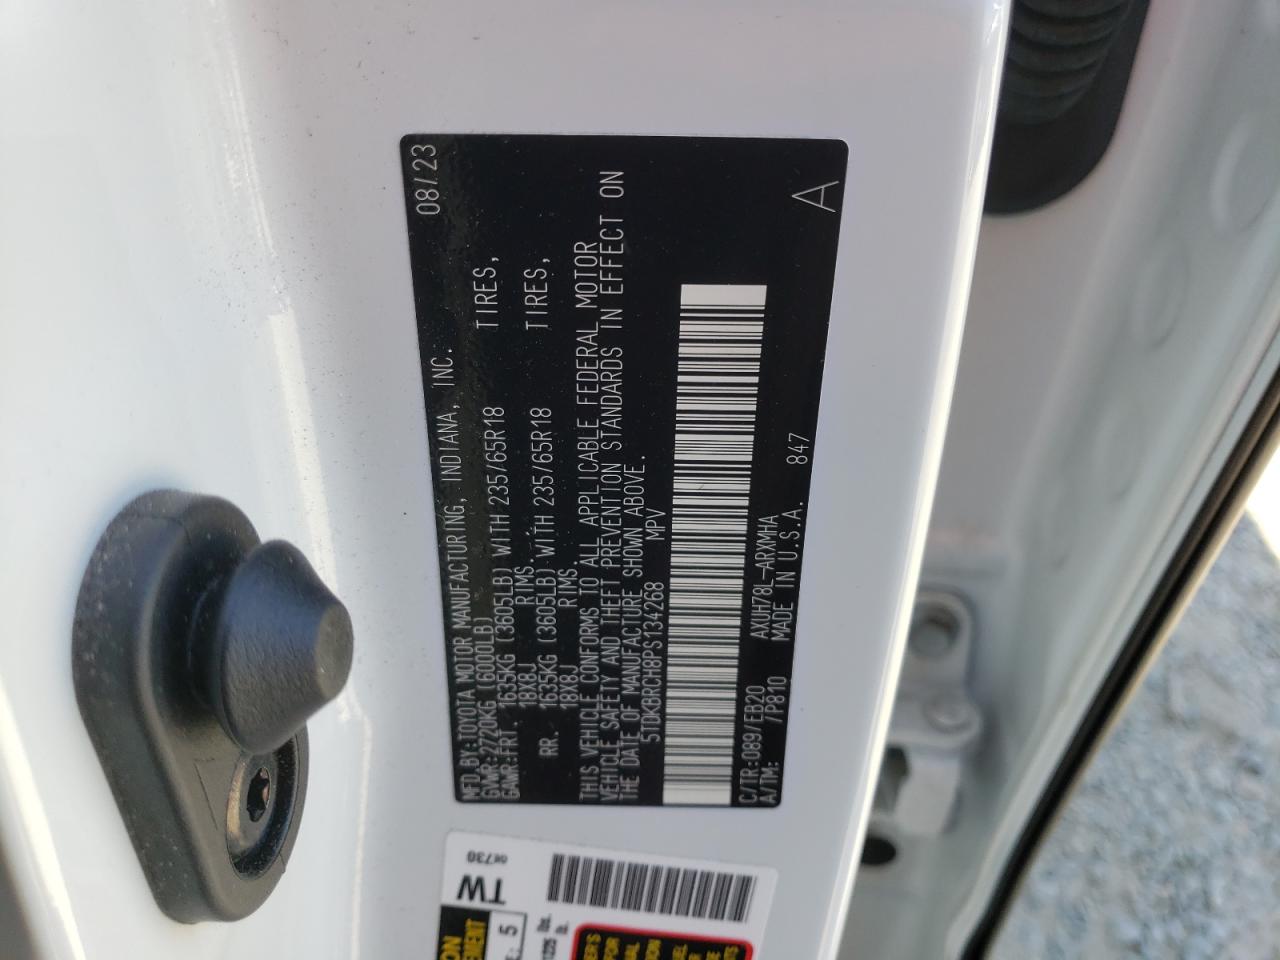 MFD.BY:TOYOTA MOTOR MANUFACTURING, INDIANA, INC. 08/23
GVWR:2720KG (6000LB)
GAWR:FRT 1635KG (3605LB) WITH 235/65R18 TIRES,
18X8J RIMS.
RR. 1635KG (3605LB) WITH 235/65R18 TIRES,
18X8J RIMS.
THIS VEHICLE CONFORMS TO ALL APPLICABLE FEDERAL MOTOR
VEHICLE SAFETY AND THEFT PREVENTION STANDARDS IN EFFECT ON
THE DATE OF MANUFACTURE SHOWN ABOVE.
5TDKBRCH8PS134268 MPV
C/TR:089/EB20 AXUH78L-ARXMHA
A/TM: /P810 MADE IN U.S.A. 847 A
TW
5